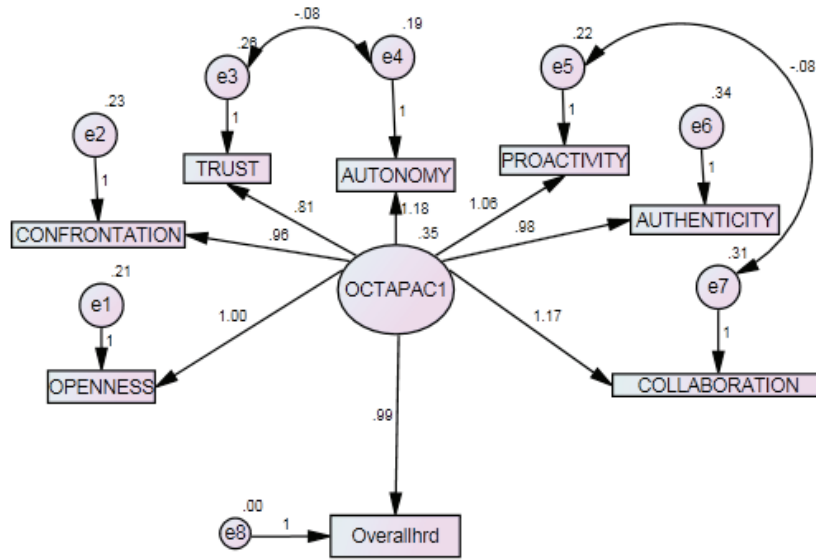 -.08
.26
.19
.22
e3
e4
e5
-.08
.23
.34
e2
e6
1
1
1
1
1
TRUST
AUTONOMY
PROACTIVITY
CONFRONTATION
AUTHENTICITY
.81
1.18
1.06
.98
.96
.35
.21
.31
e1
OCTAPAC1
e7
1
1.00
1.17
1
OPENNESS
COLLABORATION
.99
.00
e8
1
Overallhrd